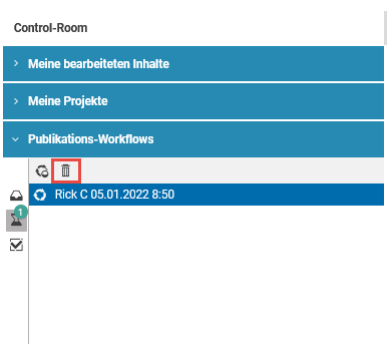 Control-Room
Meine bearbeiteten Inhalte
Meine Projekte
Publikations-Workflows
Rick C 05.01.2022 8:50
1